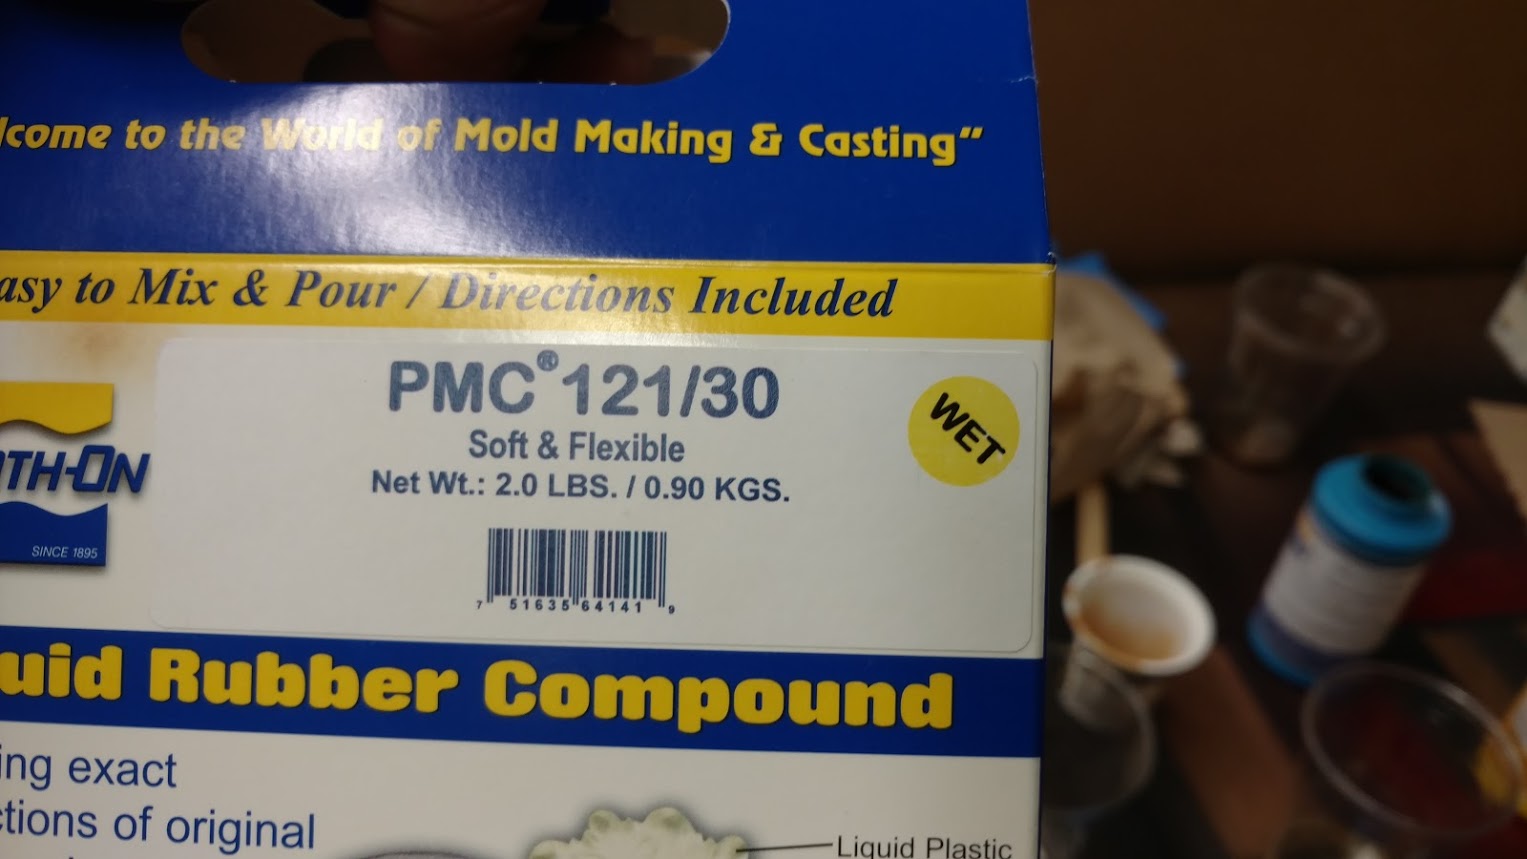 lcome to the World of Mold Making & Casting"
asy to Mix & Pour / Directions Included
PMC® 121/30
WET
Soft & Flexible
Net Wt.: 2.0 LBS. / 0.90 KGS.
TH-ON
SINCE 1895
7 51635 64141 9
uid Rubber Compound
ing exact
ctions of original
Liquid Plastic